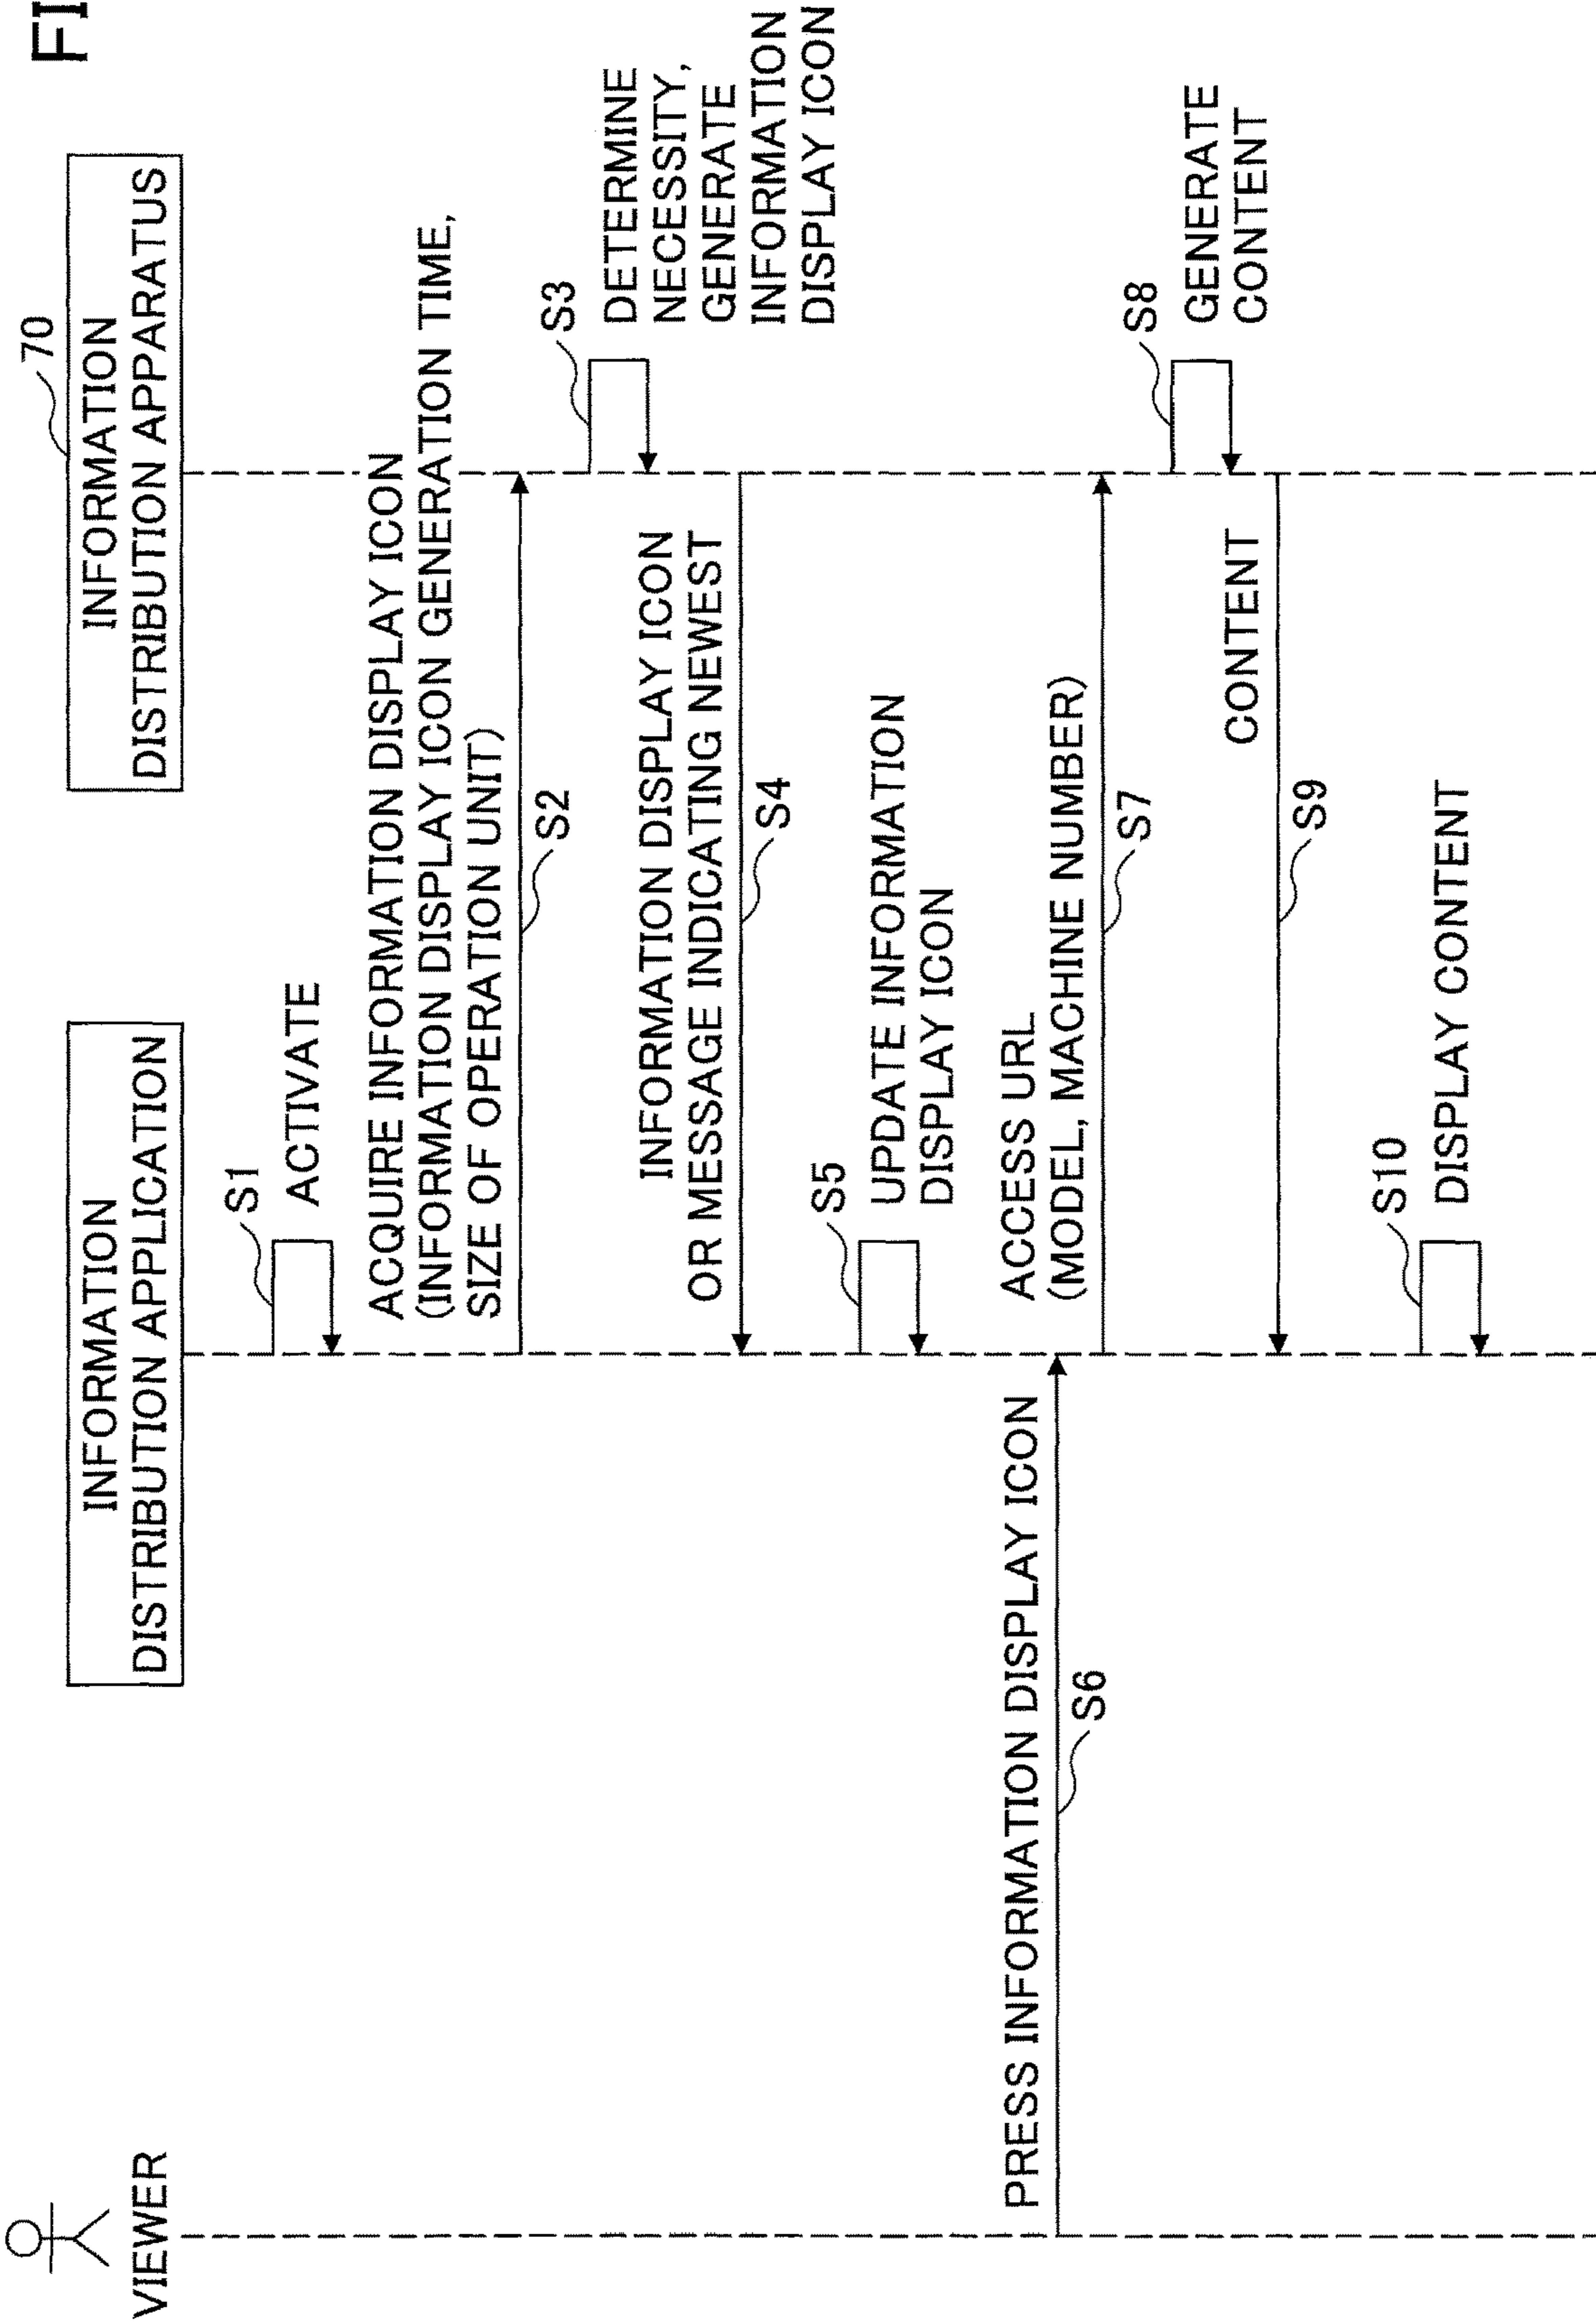 FI
VIEWER
INFORMATION
DISTRIBUTION APPLICATION
70
INFORMATION
DISTRIBUTION APPARATUS
S1
ACTIVATE
ACQUIRE INFORMATION DISPLAY ICON
(INFORMATION DISPLAY ICON GENERATION TIME,
SIZE OF OPERATION UNIT)
S2
S3
DETERMINE
NECESSITY,
GENERATE
INFORMATION
DISPLAY ICON
INFORMATION DISPLAY ICON
OR MESSAGE INDICATING NEWEST
S4
S5
UPDATE INFORMATION
DISPLAY ICON
PRESS INFORMATION DISPLAY ICON
S6
ACCESS URL
(MODEL, MACHINE NUMBER)
S7
S8
GENERATE
CONTENT
CONTENT
S9
S10
DISPLAY CONTENT